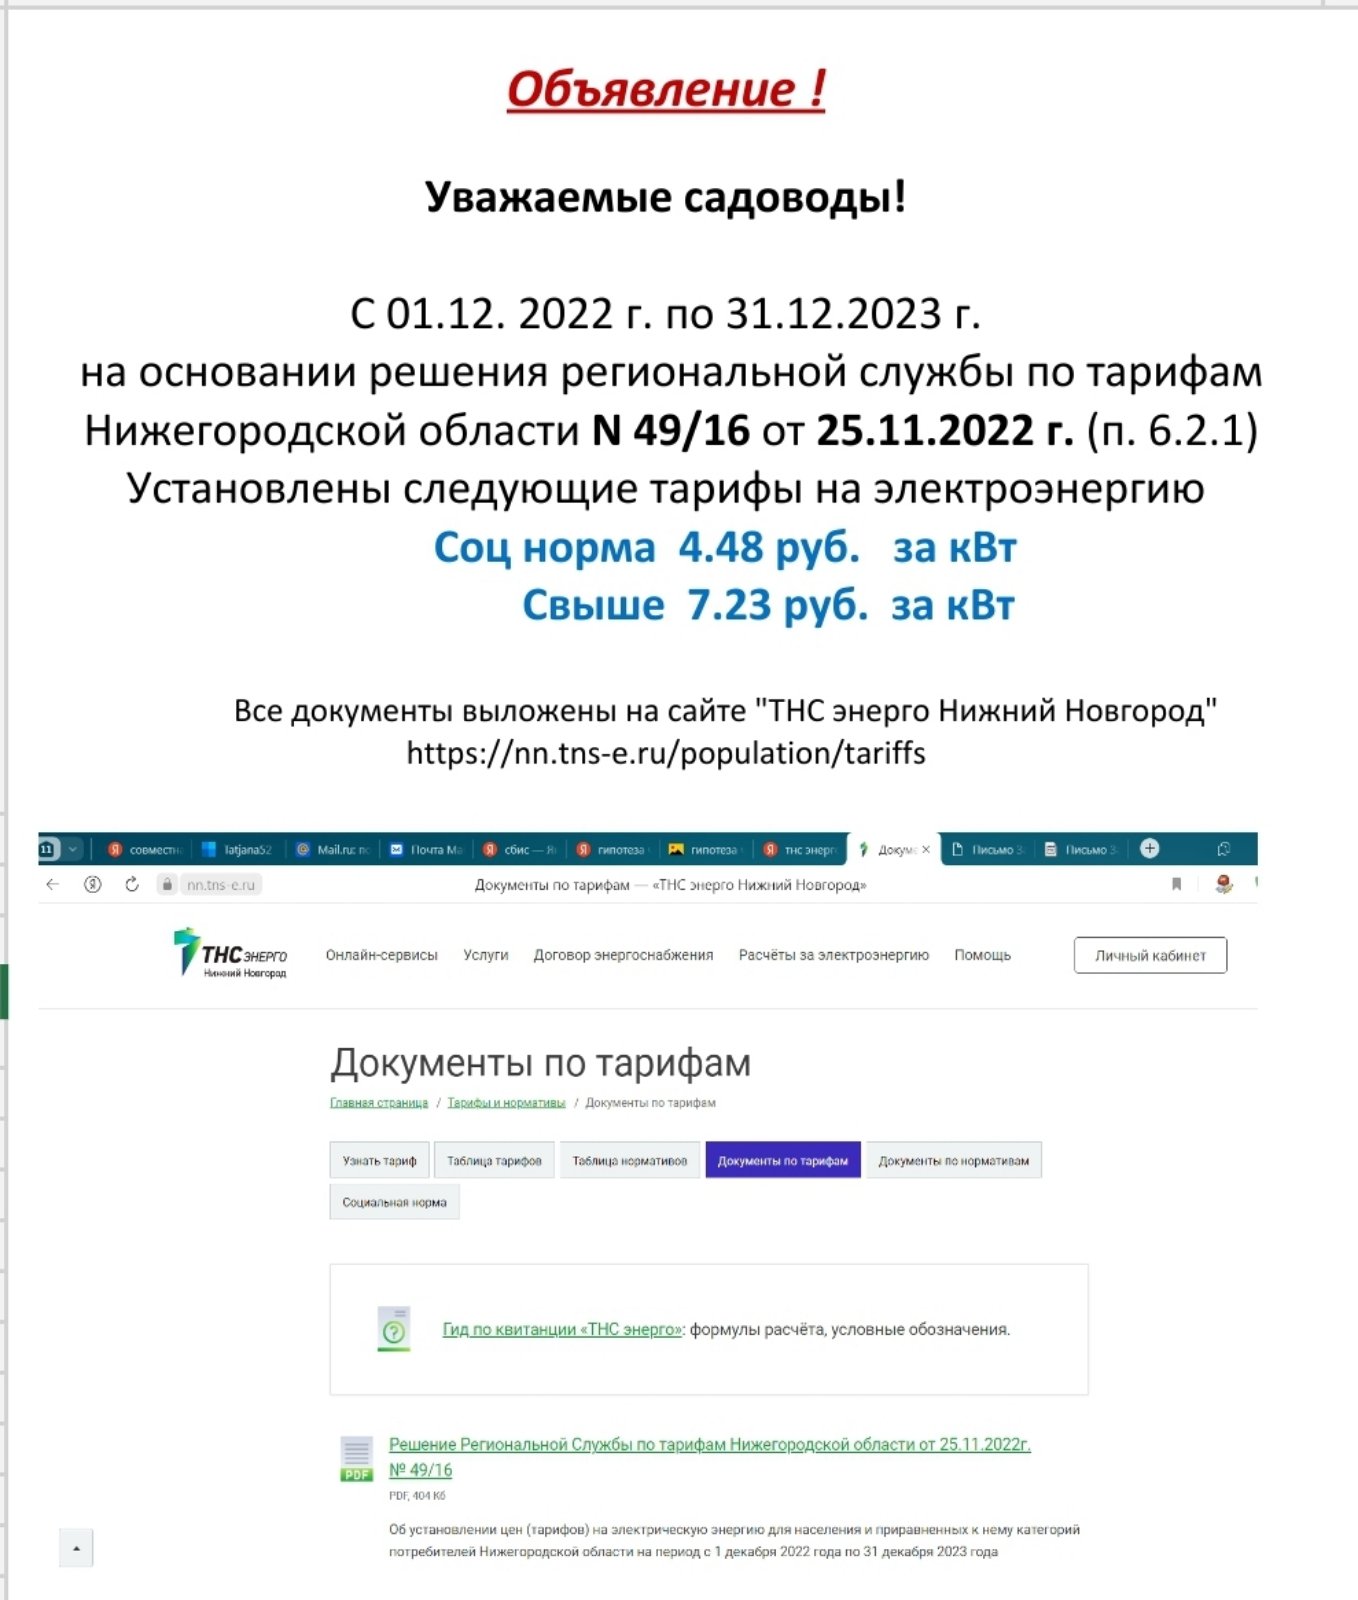 Объявление !
Уважаемые садоводы!
С 01.12. 2022 г. по 31.12.2023 г.
на основании решения региональной службы по тарифам
Нижегородской области N 49/16 от 25.11.2022 г. (п. 6.2.1)
Установлены следующие тарифы на электроэнергию
Соц норма 4.48 руб. за кВт
Свыше 7.23 руб. за кВт
Все документы выложены на сайте "ТНС энерго Нижний Новгород"
https://nn.tns-e.ru/population/tariffs
11 совместн Tatjana52 Mail.ru: по Почта Ма сбис — Я гипотеза гипотеза тнс энерг Докум Письмо З Письмо З
nn.tns-e.ru Документы по тарифам — «ТНС энерго Нижний Новгород»
ТНС ЭНЕРГО
Нижний Новгород
Онлайн-сервисы Услуги Договор энергоснабжения Расчёты за электроэнергию Помощь Личный кабинет
Документы по тарифам
Главная страница / Тарифы и нормативы / Документы по тарифам
Узнать тариф Таблица тарифов Таблица нормативов Документы по тарифам Документы по нормативам
Социальная норма
Гид по квитанции «ТНС энерго»: формулы расчёта, условные обозначения.
PDF
Решение Региональной Службы по тарифам Нижегородской области от 25.11.2022г.
№ 49/16
PDF, 404 Кб
Об установлении цен (тарифов) на электрическую энергию для населения и приравненных к нему категорий
потребителей Нижегородской области на период с 1 декабря 2022 года по 31 декабря 2023 года